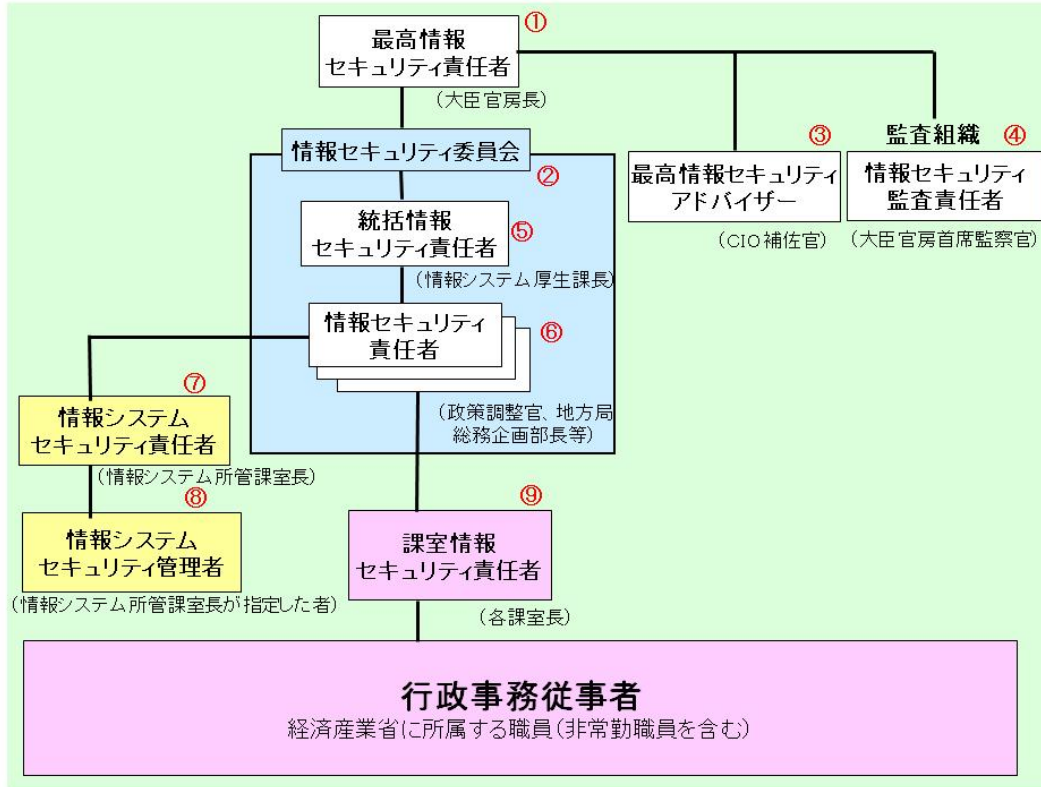 ①
最高情報
セキュリティ責任者
(大臣官房長)
情報セキュリティ委員会
②
③
最高情報セキュリティ
アドバイザー
(CIO補佐官)
監査組織
④
情報セキュリティ
監査責任者
(大臣官房首席監察官)
統括情報
セキュリティ責任者
⑤
(情報システム厚生課長)
情報セキュリティ
責任者
⑥
(政策調整官、地方局
総務企画部長等)
⑦
情報システム
セキュリティ責任者
(情報システム所管課室長)
⑧
情報システム
セキュリティ管理者
(情報システム所管課室長が指定した者)
⑨
課室情報
セキュリティ責任者
(各課室長)
行政事務従事者
経済産業省に所属する職員(非常勤職員を含む)